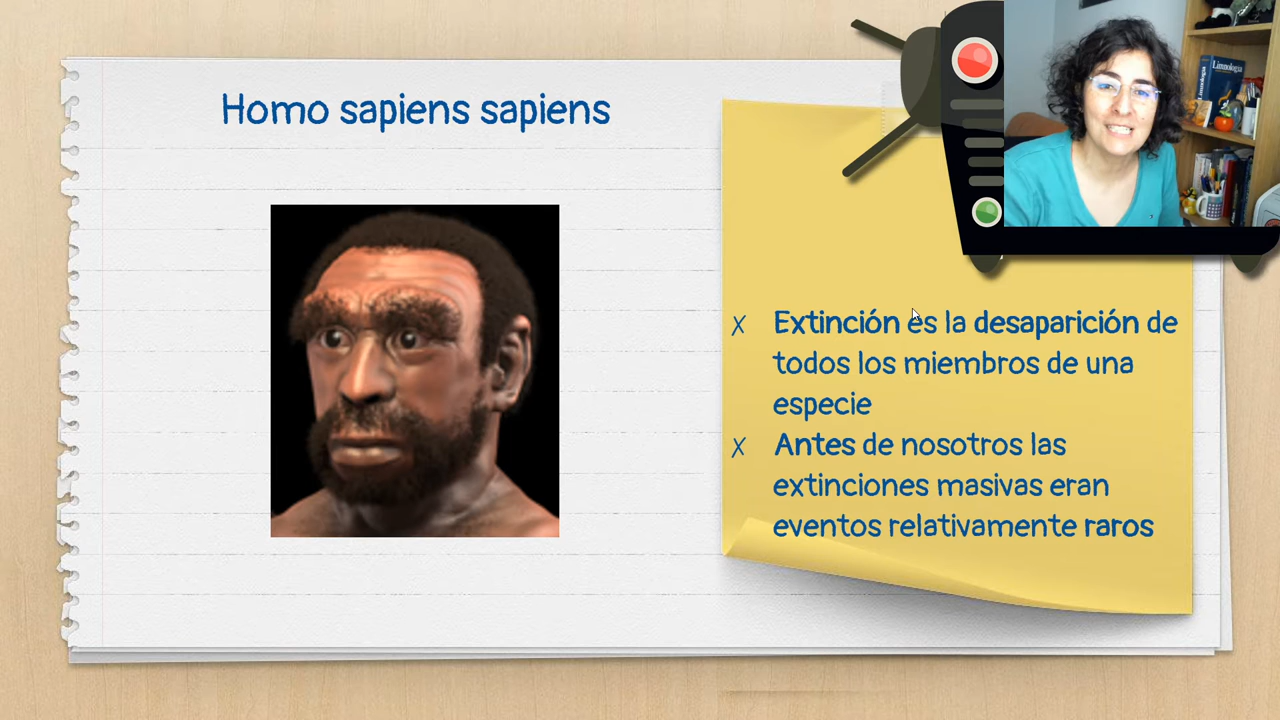 Homo sapiens sapiens
Limnología
X Extinción es la desaparición de
todos los miembros de una
especie
X Antes de nosotros las
extinciones masivas eran
eventos relativamente raros